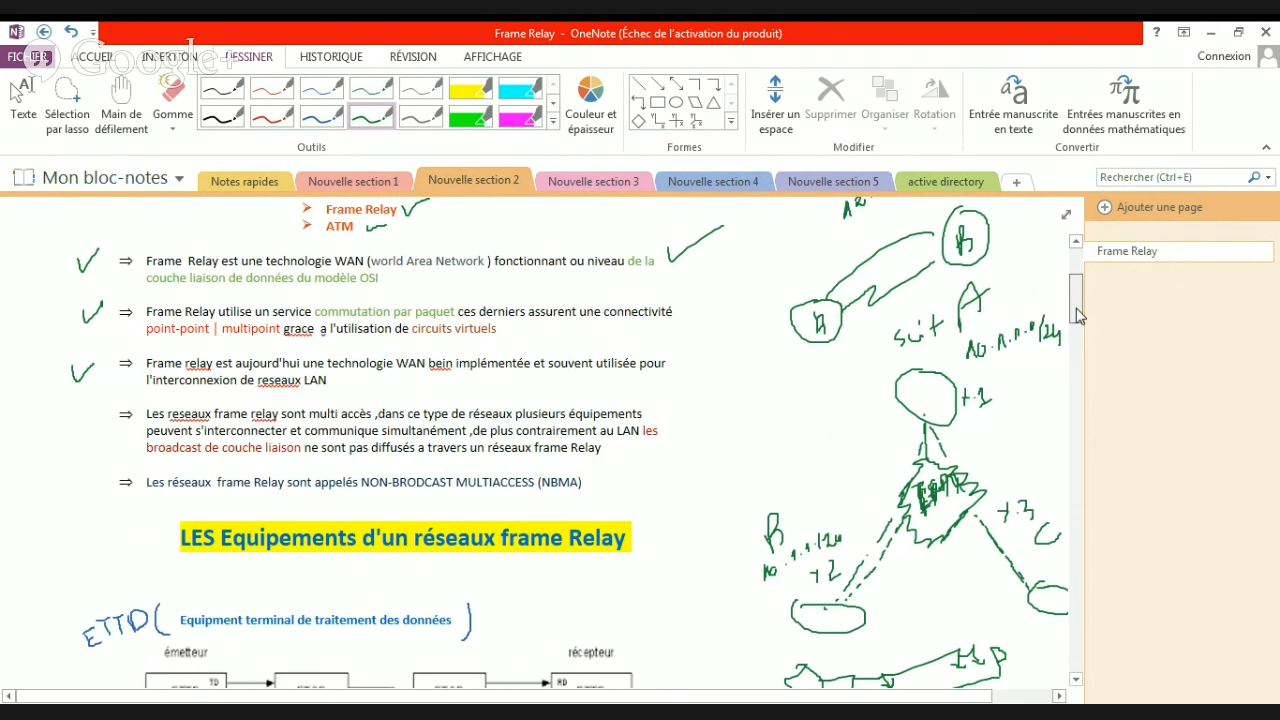 Frame Relay - OneNote (Échec de l'activation du produit)
Google+
FICHIER ACCUEIL INSERTION DESSINER HISTORIQUE RÉVISION AFFICHAGE Connexion
Texte Sélection par lasso Main de défilement Gomme Couleur et épaisseur Insérer un espace Supprimer Organiser Rotation Entrée manuscrite en texte Entrées manuscrites en données mathématiques
Outils Formes Modifier Convertir
Mon bloc-notes Notes rapides Nouvelle section 1 Nouvelle section 2 Nouvelle section 3 Nouvelle section 4 Nouvelle section 5 active directory Rechercher (Ctrl+E)
Ajouter une page
Frame Relay
Frame Relay
ATM
Frame Relay est une technologie WAN (world Area Network ) fonctionnant ou niveau de la
couche liaison de données du modèle OSI
Frame Relay utilise un service commutation par paquet ces derniers assurent une connectivité
point-point | multipoint grace a l'utilisation de circuits virtuels
Frame relay est aujourd'hui une technologie WAN bein implémentée et souvent utilisée pour
l'interconnexion de reseaux LAN
Les reseaux frame relay sont multi accès ,dans ce type de réseaux plusieurs équipements
peuvent s'interconnecter et communique simultanément ,de plus contrairement au LAN les
broadcast de couche liaison ne sont pas diffusés a travers un réseaux frame Relay
Les réseaux frame Relay sont appelés NON-BRODCAST MULTIACCESS (NBMA)
LES Equipements d'un réseaux frame Relay
ETTD ( Equipment terminal de traitement des données )
émetteur récepteur
TD RD
R
R
A
+.1
+.3
C
B
+2